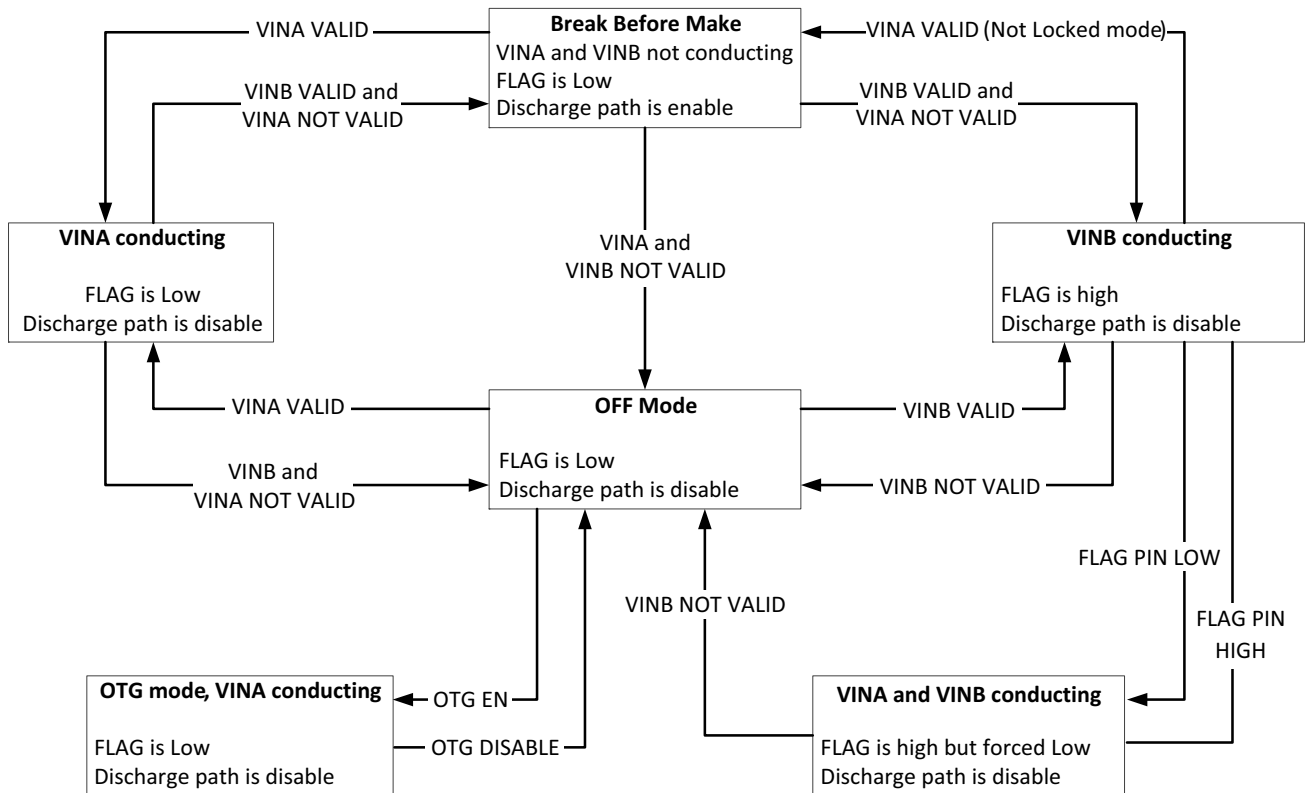 Break Before Make
VINA and VINB not conducting
FLAG is Low
Discharge path is enable
VINA VALID
VINA VALID (Not Locked mode)
VINB VALID and
VINA NOT VALID
VINB VALID and
VINA NOT VALID
VINA conducting
FLAG is Low
Discharge path is disable
VINA and
VINB NOT VALID
VINB conducting
FLAG is high
Discharge path is disable
VINA VALID
OFF Mode
FLAG is Low
Discharge path is disable
VINB VALID
VINB and
VINA NOT VALID
VINB NOT VALID
FLAG PIN LOW
VINB NOT VALID
FLAG PIN
HIGH
OTG mode, VINA conducting
FLAG is Low
Discharge path is disable
OTG EN
OTG DISABLE
VINA and VINB conducting
FLAG is high but forced Low
Discharge path is disable